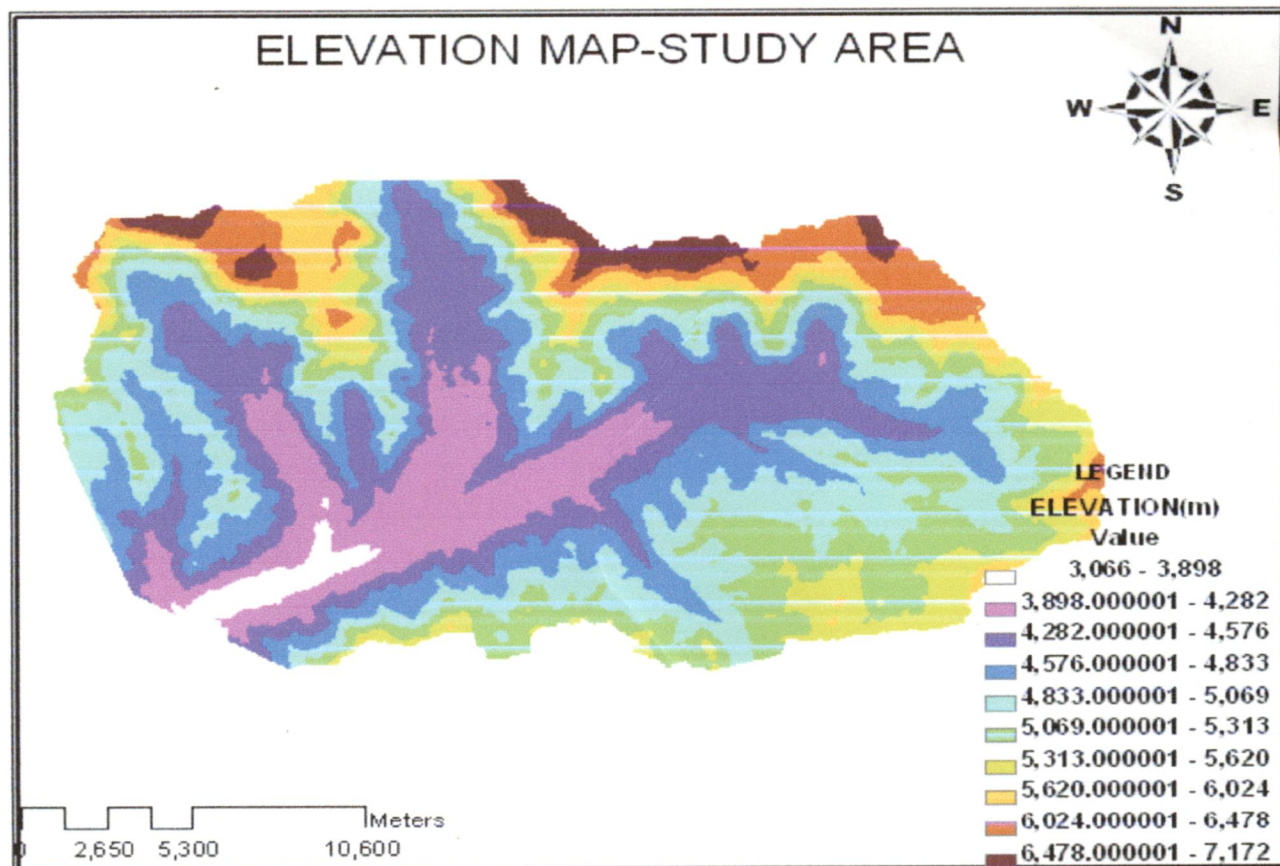 ELEVATION MAP-STUDY AREA
N
W E
S
LEGEND
ELEVATION(m)
Value
3,066 - 3,898
3,898.000001 - 4,282
4,282.000001 - 4,576
4,576.000001 - 4,833
4,833.000001 - 5,069
5,069.000001 - 5,313
5,313.000001 - 5,620
5,620.000001 - 6,024
6,024.000001 - 6,478
6,478.000001 - 7,172
Meters
0 2,650 5,300 10,600